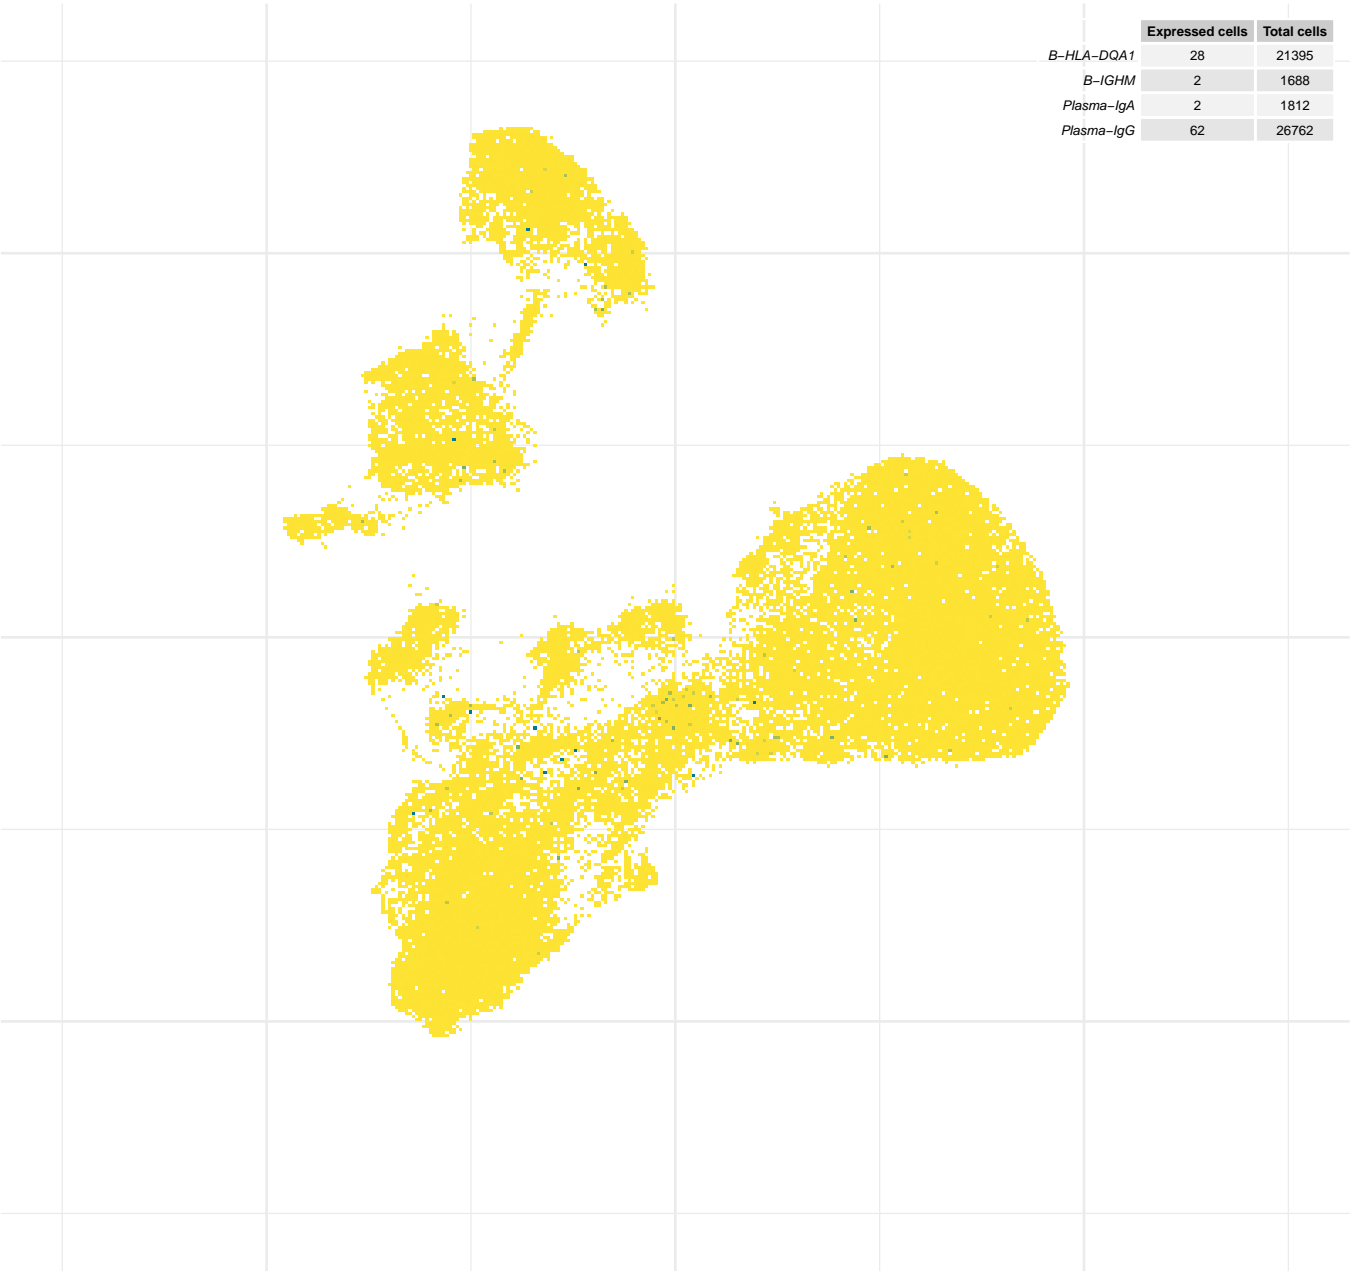 Expressed cells Total cells
B−HLA−DQA1 28 21395
B−IGHM 2 1688
Plasma−IgA 2 1812
Plasma−IgG 62 26762